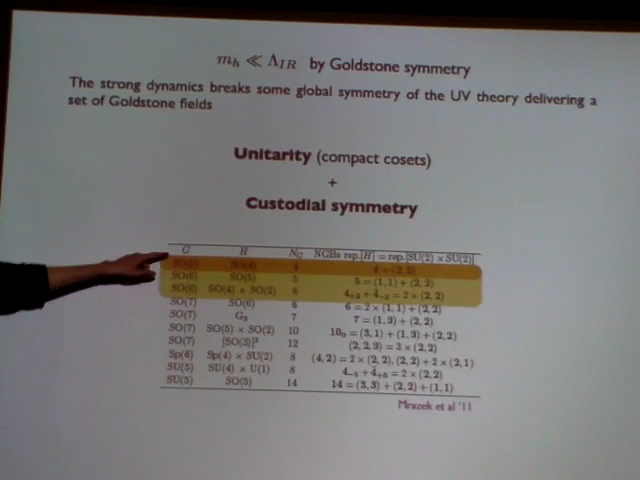 m_h ≪ Λ_IR by Goldstone symmetry
The strong dynamics breaks some global symmetry of the UV theory delivering a
set of Goldstone fields
Unitarity (compact cosets)
+
Custodial symmetry
G H N_G NGBs rep.[H] = rep.[SU(2) × SU(2)]
SO(5) SO(4) 4 4 = (2,2)
SO(6) SO(5) 5 5 = (1,1) + (2,2)
SO(6) SO(4) × SO(2) 8 4₊₂ + 4̄₋₂ = 2 × (2,2)
SO(7) SO(6) 6 6 = 2 × (1,1) + (2,2)
SO(7) G₂ 7 7 = (1,3) + (2,2)
SO(7) SO(5) × SO(2) 10 10₀ = (3,1) + (1,3) + (2,2)
SO(7) [SO(3)]³ 12 (2,2,3) = 3 × (2,2)
Sp(6) Sp(4) × SU(2) 8 (4,2) = 2 × (2,2), (2,2) + 2 × (2,1)
SU(5) SU(4) × U(1) 8 4₋₅ + 4̄₊₅ = 2 × (2,2)
SU(5) SO(5) 14 14 = (3,3) + (2,2) + (1,1)
Mrazek et al '11